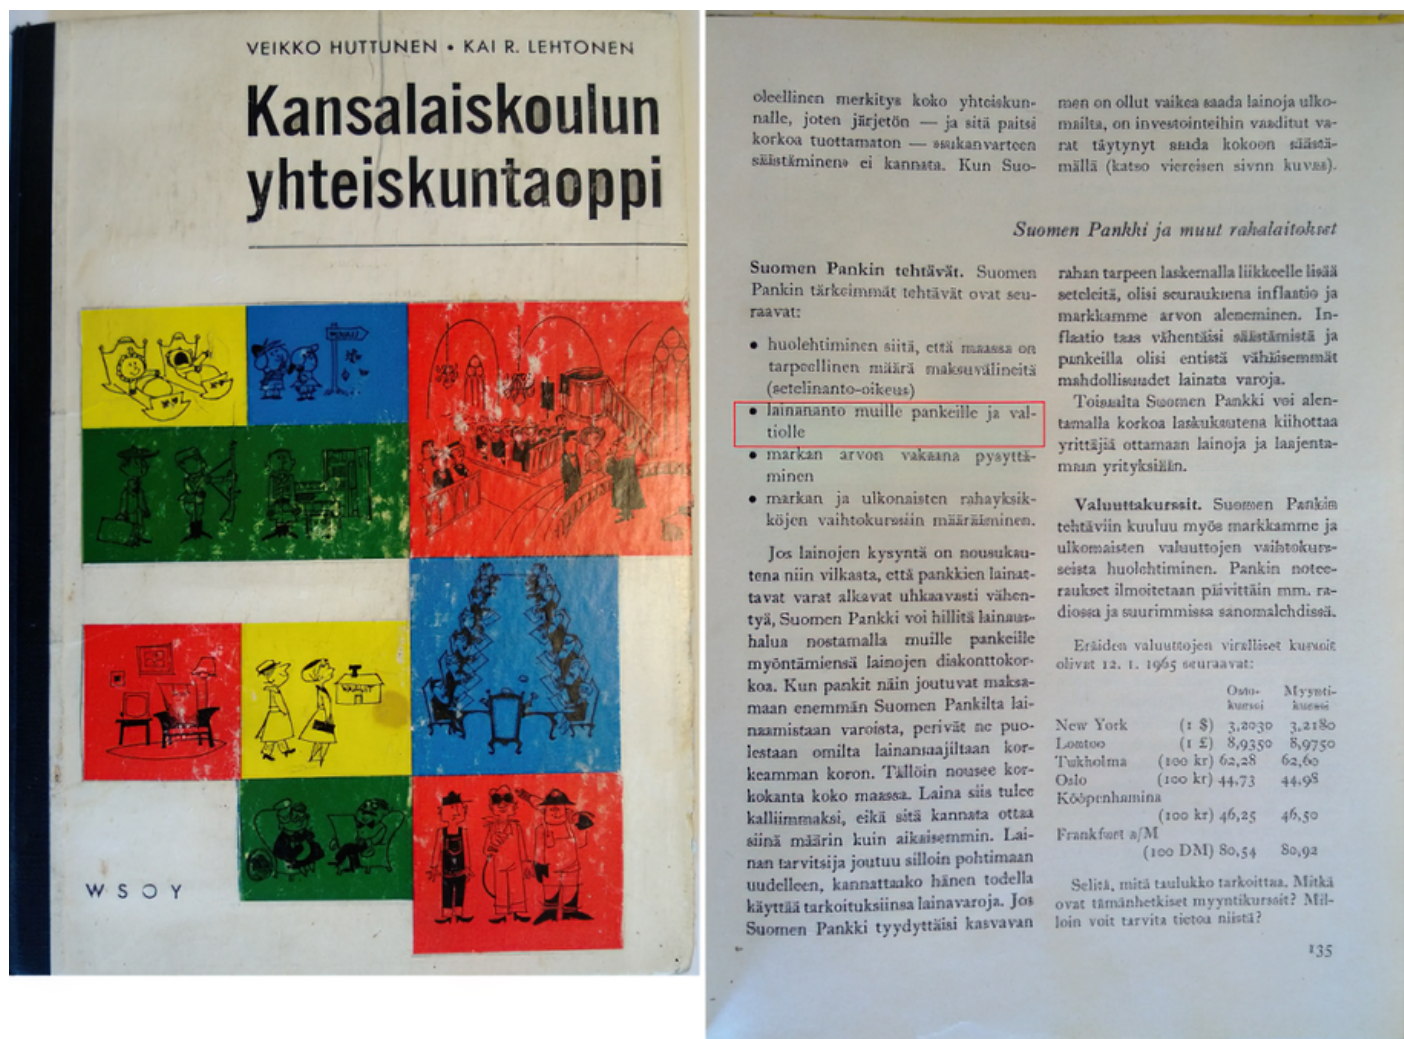 VEIKKO HUTTUNEN • KAI R. LEHTONEN
Kansalaiskoulun
yhteiskuntaoppi
WSOY
oleellinen merkitys koko yhteiskun-
nalle, joten järjetön — ja sitä paitsi
korkoa tuottamaton — »sukanvarteen
säästäminen» ei kannata. Kun Suo-
men on ollut vaikea saada lainoja ulko-
mailta, on investointeihin vaaditut va-
rat täytynyt saada kokoon säästä-
mällä (katso viereisen sivun kuvaa).
Suomen Pankki ja muut rahalaitokset
Suomen Pankin tehtävät. Suomen
Pankin tärkeimmät tehtävät ovat seu-
raavat:
• huolehtiminen siitä, että maassa on
tarpeellinen määrä maksuvälineitä
(setelinanto-oikeus)
• lainananto muille pankeille ja val-
tiolle
• markan arvon vakaana pysyttä-
minen
• markan ja ulkonaisten rahayksik-
köjen vaihtokurssin määrääminen.
Jos lainojen kysyntä on nousukau-
tena niin vilkasta, että pankkien lainat-
tavat varat alkavat uhkaavasti vähen-
tyä, Suomen Pankki voi hillitä lainaus-
halua nostamalla muille pankeille
myöntämiensä lainojen diskonttokor-
koa. Kun pankit näin joutuvat maksa-
maan enemmän Suomen Pankilta lai-
naamistaan varoista, perivät ne puo-
lestaan omilta lainansaajiltaan kor-
keamman koron. Tällöin nousee kor-
kokanta koko maassa. Laina siis tulee
kalliimmaksi, eikä sitä kannata ottaa
siinä määrin kuin aikaisemmin. Lai-
nan tarvitsija joutuu silloin pohtimaan
uudelleen, kannattaako hänen todella
käyttää tarkoituksiinsa lainavaroja. Jos
Suomen Pankki tyydyttäisi kasvavan
rahan tarpeen laskemalla liikkeelle lisää
seteleitä, olisi seurauksena inflaatio ja
markkamme arvon aleneminen. In-
flaatio taas vähentäisi säästämistä ja
pankeilla olisi entistä vähäisemmät
mahdollisuudet lainata varoja.
Toisaalta Suomen Pankki voi alen-
tamalla korkoa laskukautena kiihottaa
yrittäjiä ottamaan lainoja ja laajenta-
maan yrityksiään.
Valuuttakurssit. Suomen Pankin
tehtäviin kuuluu myös markkamme ja
ulkomaisten valuuttojen vaihtokurs-
seista huolehtiminen. Pankin notee-
raukset ilmoitetaan päivittäin mm. ra-
diossa ja suurimmissa sanomalehdissä.
Eräiden valuuttojen viralliset kurssit
olivat 12. 1. 1965 seuraavat:
Osto- Myynti-
kurssi kurssi
New York (1 $) 3,2030 3,2180
Lontoo (1 £) 8,9350 8,9750
Tukholma (100 kr) 62,28 62,60
Oslo (100 kr) 44,73 44,98
Kööpenhamina
(100 kr) 46,25 46,50
Frankfurt a/M
(100 DM) 80,54 80,92
Selitä, mitä taulukko tarkoittaa. Mitkä
ovat tämänhetkiset myyntikurssit? Mil-
loin voit tarvita tietoa niistä?
135